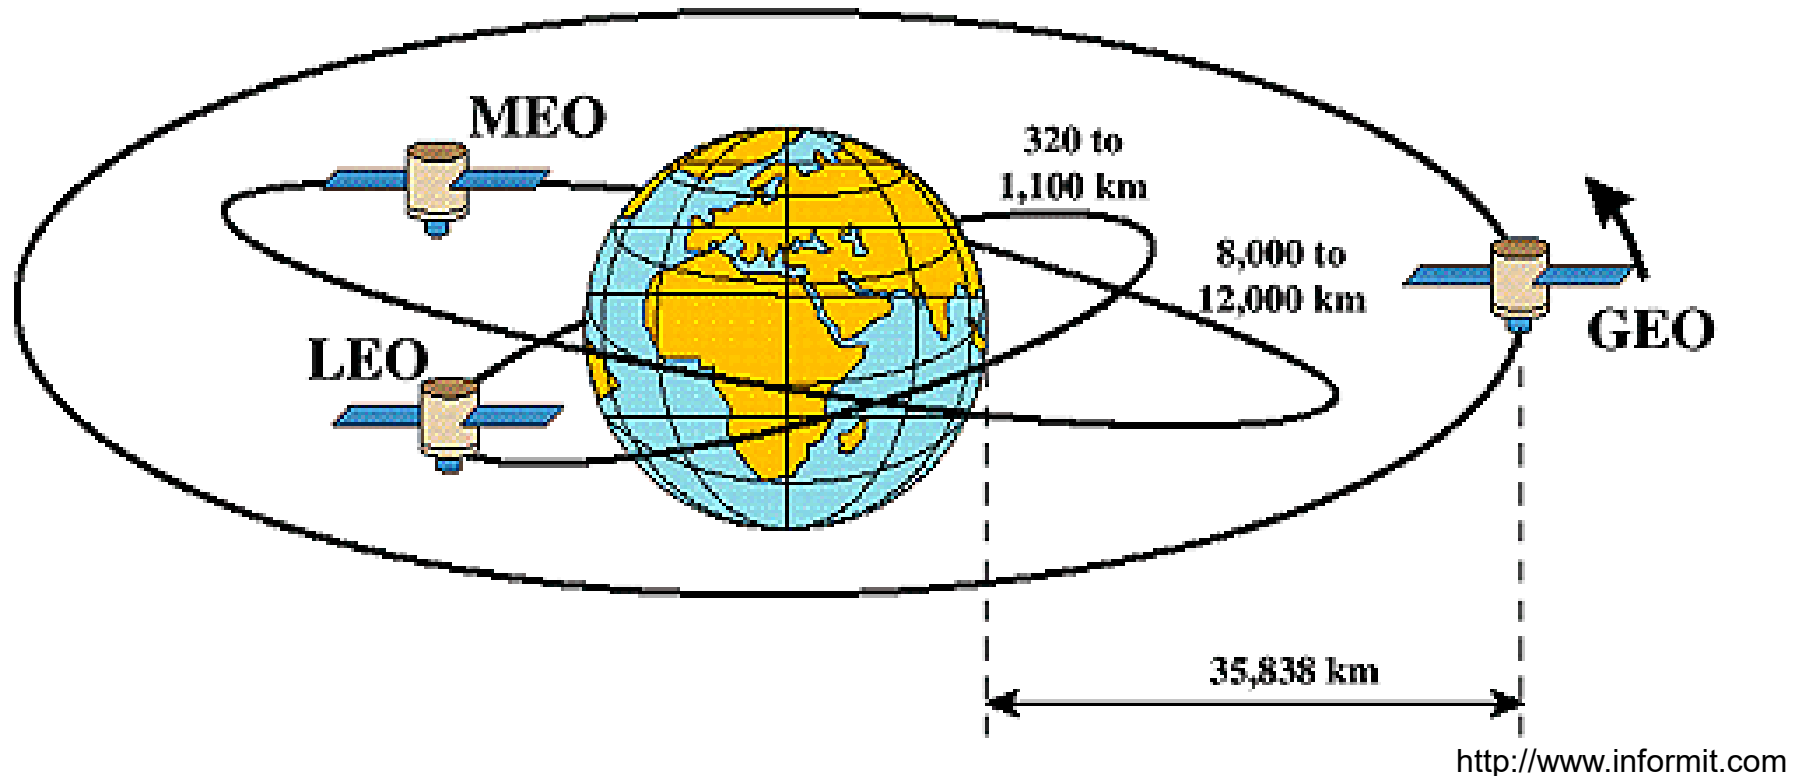 MEO
320 to
1,100 km
8,000 to
12,000 km
GEO
LEO
35,838 km
http://www.informit.com